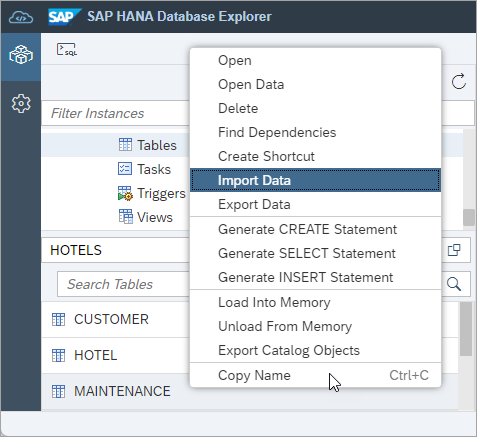 SAP SAP HANA Database Explorer
SQL
Filter Instances
Tables
Tasks
Triggers
Views
HOTELS
Search Tables
CUSTOMER
HOTEL
MAINTENANCE
Open
Open Data
Delete
Find Dependencies
Create Shortcut
Import Data
Export Data
Generate CREATE Statement
Generate SELECT Statement
Generate INSERT Statement
Load Into Memory
Unload From Memory
Export Catalog Objects
Copy Name Ctrl+C